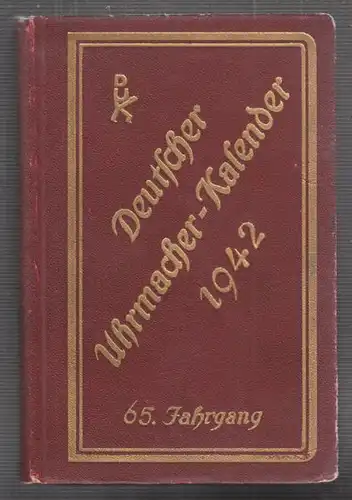 DUK
Deutscher
Uhrmacher-Kalender
1942
65. Jahrgang